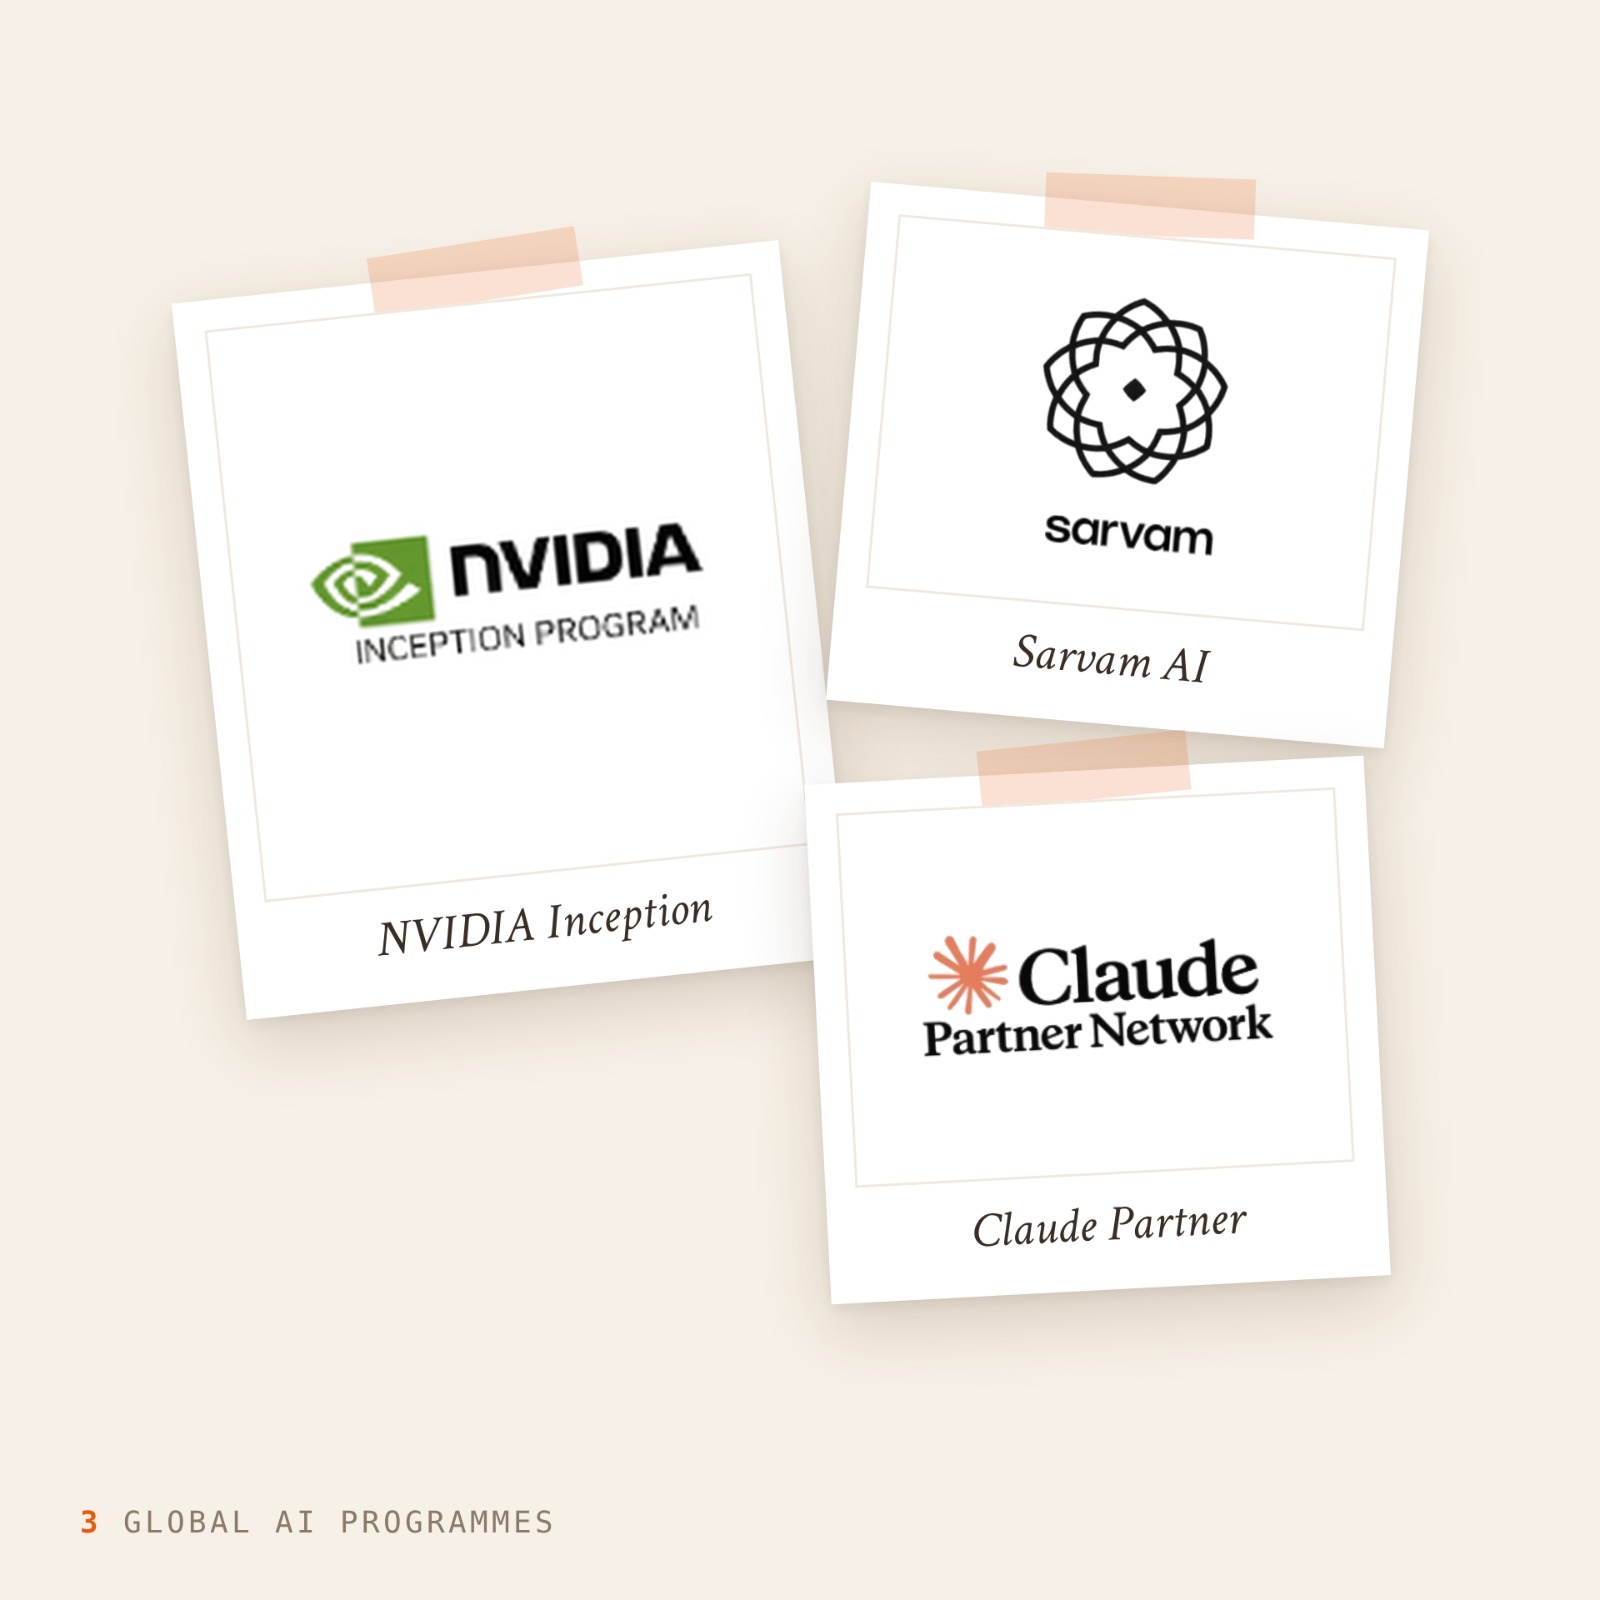 nVIDIA
INCEPTION PROGRAM
NVIDIA Inception
sarvam
Sarvam AI
Claude
Partner Network
Claude Partner
3 GLOBAL AI PROGRAMMES